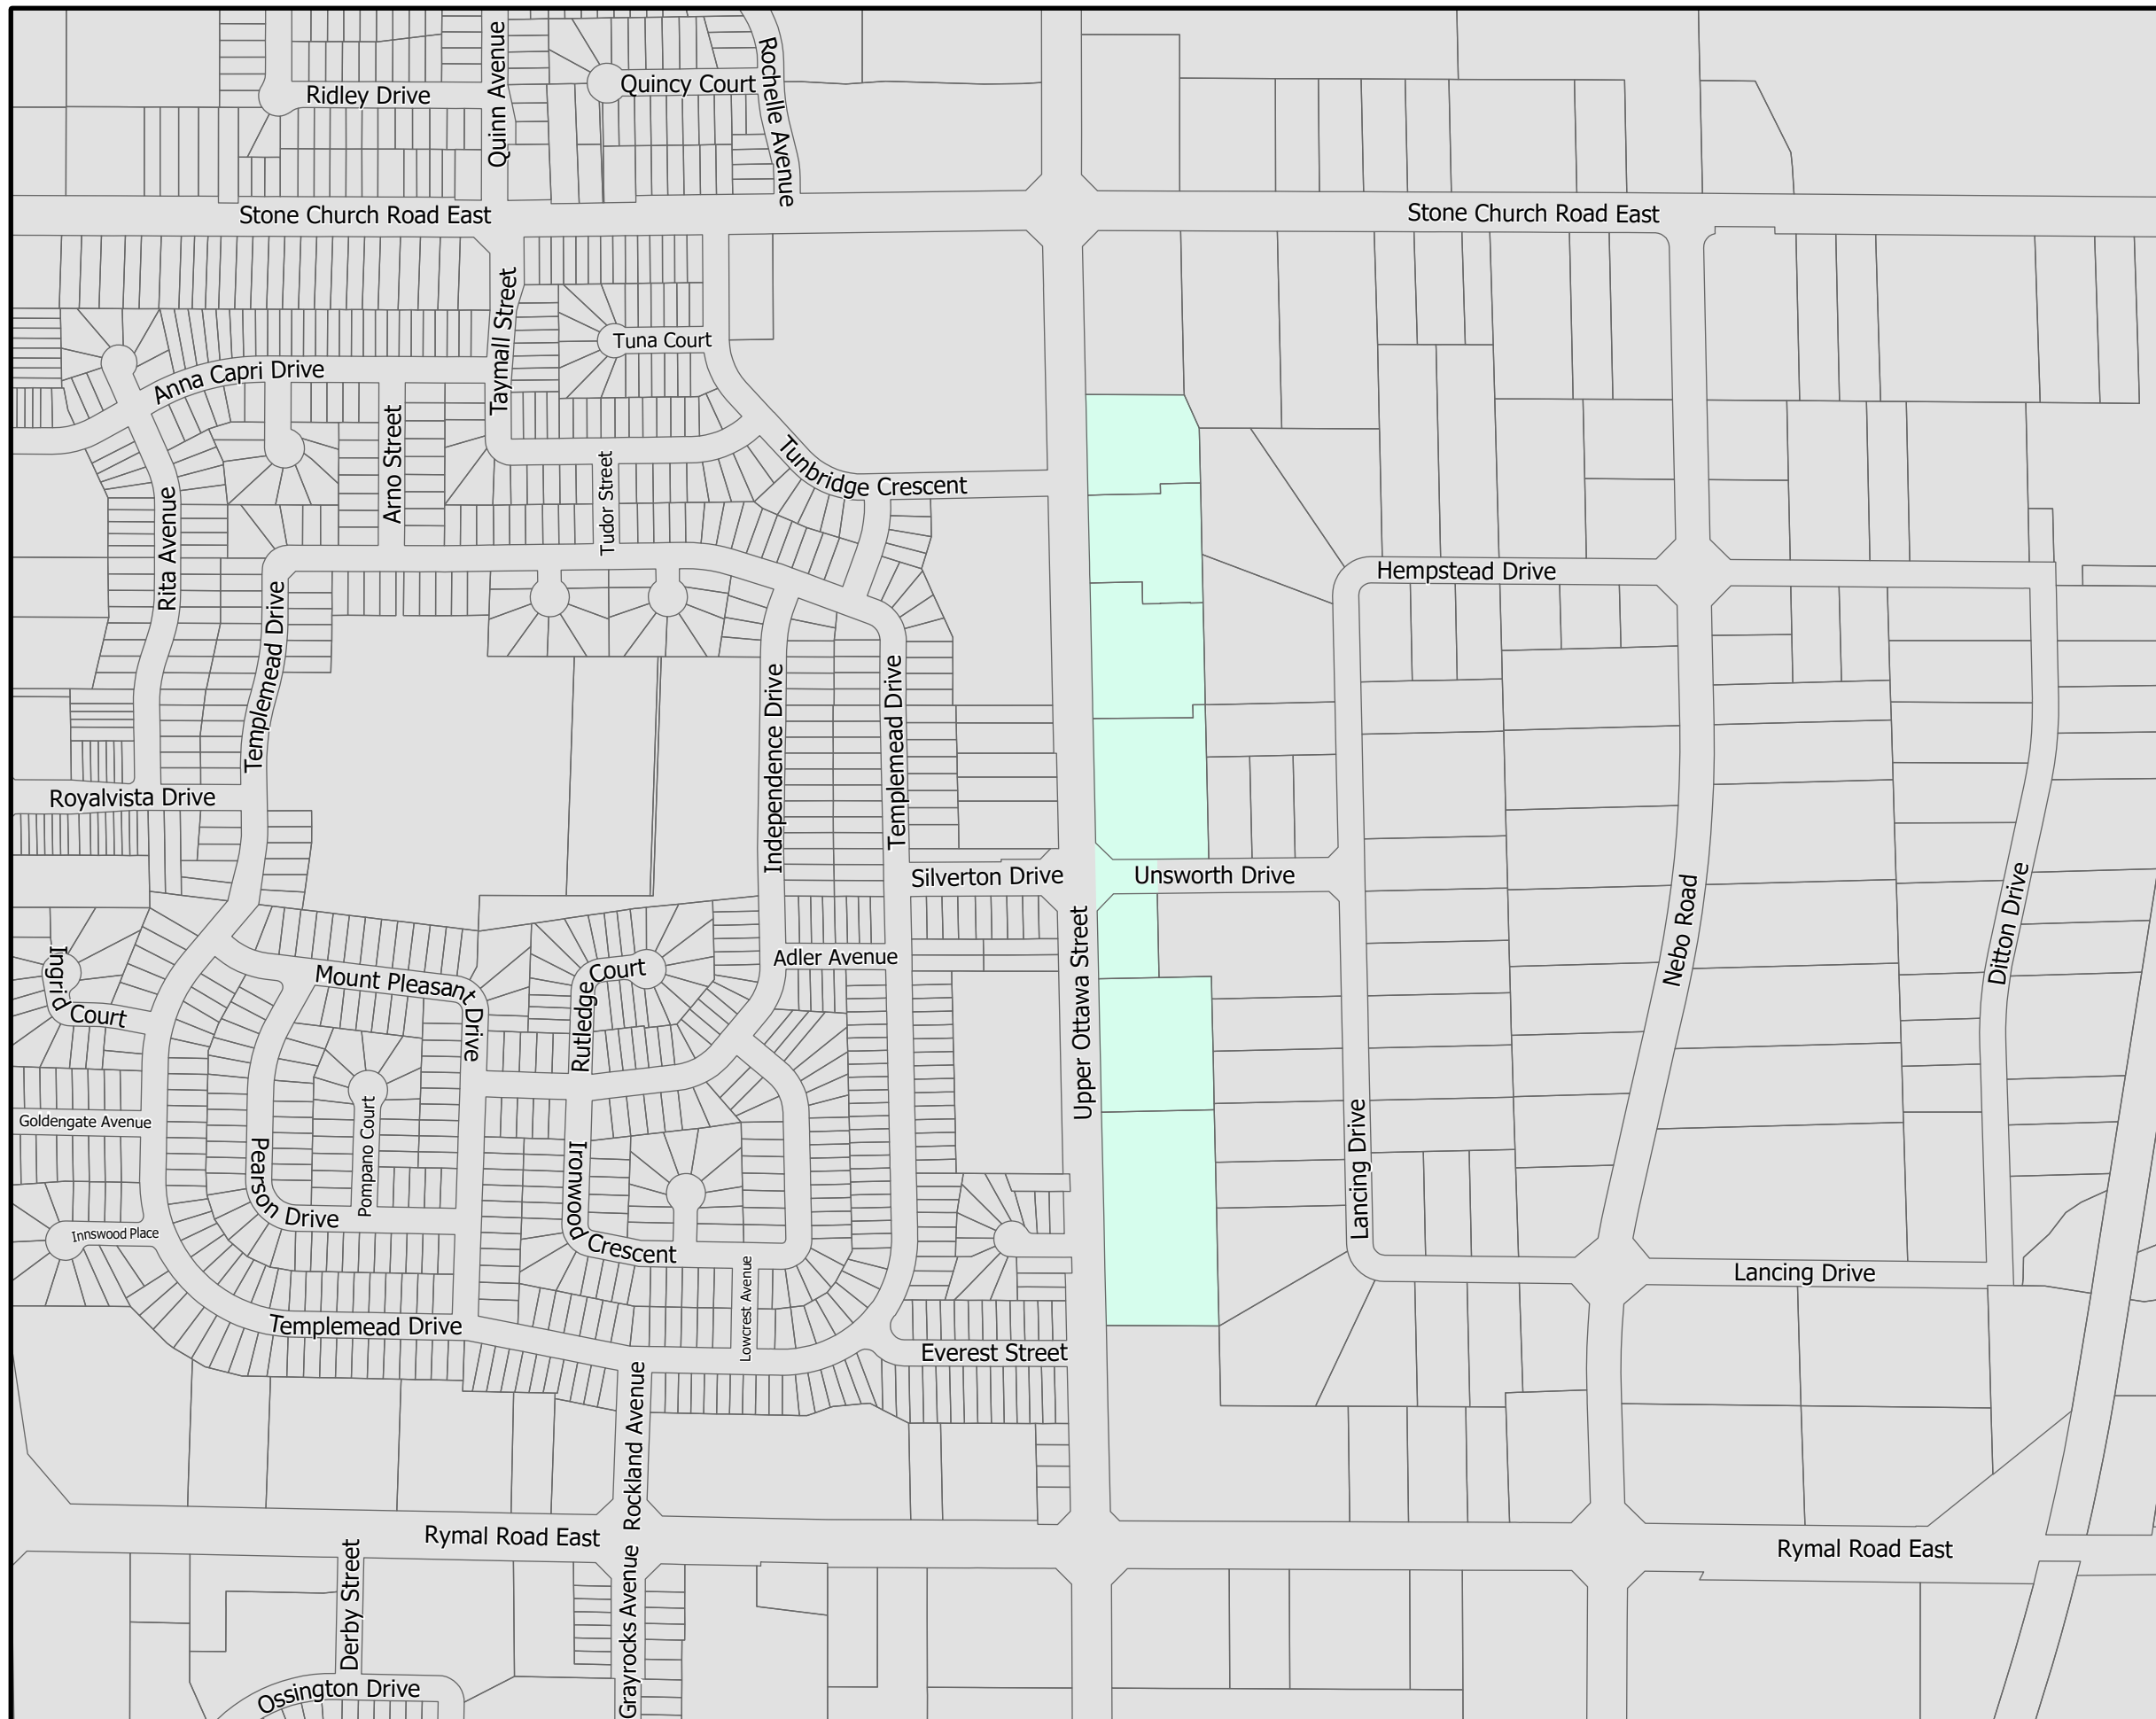 Ridley Drive
Quinn Avenue
Quincy Court
Rochelle Avenue
Stone Church Road East
Stone Church Road East
Taymall Street
Tuna Court
Anna Capri Drive
Arno Street
Tudor Street
Tunbridge Crescent
Rita Avenue
Hempstead Drive
Templemead Drive
Independence Drive
Templemead Drive
Royalvista Drive
Silverton Drive
Unsworth Drive
Nebo Road
Ditton Drive
Upper Ottawa Street
Adler Avenue
Ingrid Court
Mount Pleasant Drive
Rutledge Court
Goldengate Avenue
Pompano Court
Pearson Drive
Ironwood Crescent
Lancing Drive
Innswood Place
Lowcrest Avenue
Lancing Drive
Templemead Drive
Everest Street
Rockland Avenue
Rymal Road East
Rymal Road East
Derby Street
Grayrocks Avenue
Ossington Drive